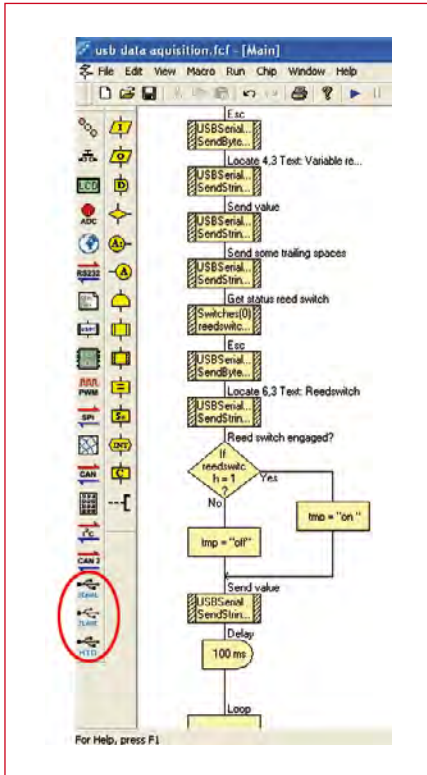 usb data aquisition.fcf - [Main]
File Edit View Macro Run Chip Window Help
Esc
USBSerial...
SendByte...
Locate 4,3 Text: Variable re...
USBSerial...
SendStrin...
Send value
USBSerial...
SendStrin...
Send some trailing spaces
USBSerial...
SendStrin...
Get status reed switch
Switches(0)
reedswitc...
Esc
USBSerial...
SendByte...
Locate 6,3 Text: Reedswitch
USBSerial...
SendStrin...
Reed switch engaged?
If
reedswitc
h = 1
?
Yes
No
tmp = "on "
tmp = "off"
Send value
USBSerial
SendStrin...
Delay
100 ms
Loop
I
O
LCD
D
ADC
A:
RS232
A
PWM
=
SPI
INT
CAN
C
I²C
CAN 2
SERIAL
HID
For Help, press F1